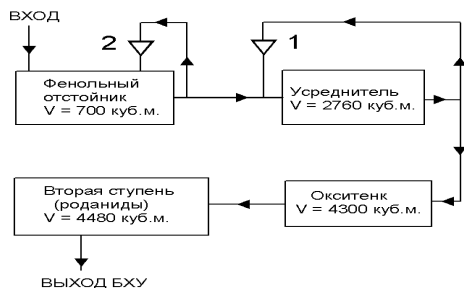 ВХОД
2
1
Фенольный
отстойник
V = 700 куб.м.
Усреднитель
V = 2760 куб.м.
Вторая ступень
(роданиды)
V = 4480 куб.м.
Окситенк
V = 4300 куб.м.
ВЫХОД БХУ